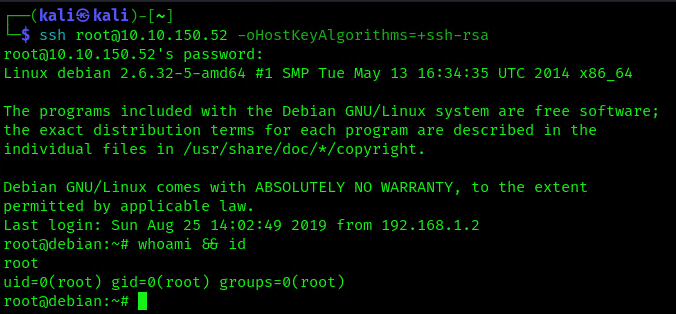 ┌──(kali㉿kali)-[~]
└─$ ssh root@10.10.150.52 -oHostKeyAlgorithms=+ssh-rsa
root@10.10.150.52's password:
Linux debian 2.6.32-5-amd64 #1 SMP Tue May 13 16:34:35 UTC 2014 x86_64

The programs included with the Debian GNU/Linux system are free software;
the exact distribution terms for each program are described in the
individual files in /usr/share/doc/*/copyright.

Debian GNU/Linux comes with ABSOLUTELY NO WARRANTY, to the extent
permitted by applicable law.
Last login: Sun Aug 25 14:02:49 2019 from 192.168.1.2
root@debian:~# whoami && id
root
uid=0(root) gid=0(root) groups=0(root)
root@debian:~#